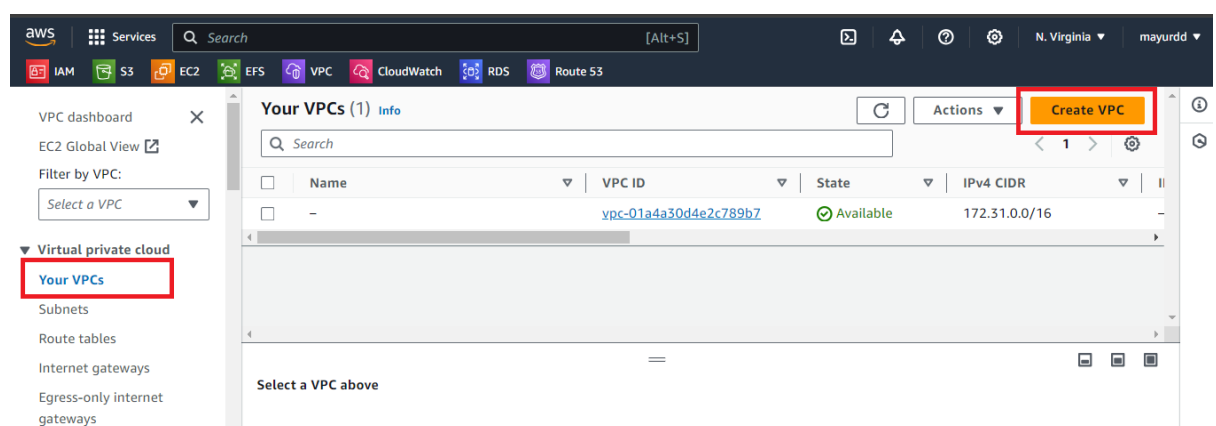 aws Services Search [Alt+S] N. Virginia mayurdd
IAM S3 EC2 EFS VPC CloudWatch RDS Route 53
VPC dashboard
EC2 Global View
Filter by VPC:
Select a VPC
Virtual private cloud
Your VPCs
Subnets
Route tables
Internet gateways
Egress-only internet
gateways
Your VPCs (1) Info
Actions
Create VPC
Search
1
Name VPC ID State IPv4 CIDR
– vpc-01a4a30d4e2c789b7 Available 172.31.0.0/16 –
Select a VPC above